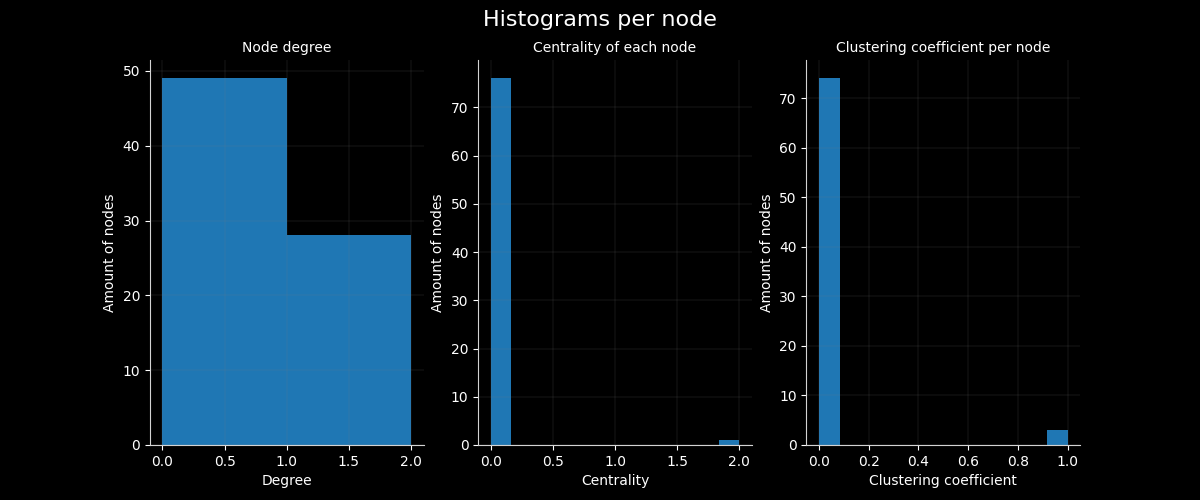 Histograms per node
Node degree
Amount of nodes
50
40
30
20
10
0
0.0 0.5 1.0 1.5 2.0
Degree
Centrality of each node
Amount of nodes
70
60
50
40
30
20
10
0
0.0 0.5 1.0 1.5 2.0
Centrality
Clustering coefficient per node
Amount of nodes
70
60
50
40
30
20
10
0
0.0 0.2 0.4 0.6 0.8 1.0
Clustering coefficient